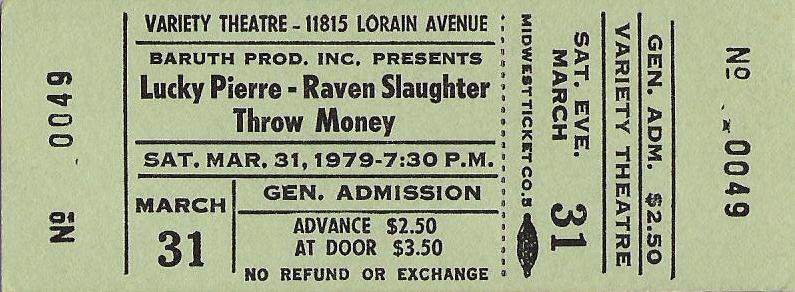 No 0049
VARIETY THEATRE - 11815 LORAIN AVENUE
BARUTH PROD. INC. PRESENTS
Lucky Pierre - Raven Slaughter
Throw Money
SAT. MAR. 31, 1979-7:30 P.M.
MARCH
31
GEN. ADMISSION
ADVANCE $2.50
AT DOOR $3.50
NO REFUND OR EXCHANGE
MIDWEST TICKET CO. 5
SAT. EVE.
MARCH
31
VARIETY THEATRE
GEN. ADM. $2.50
No 0049